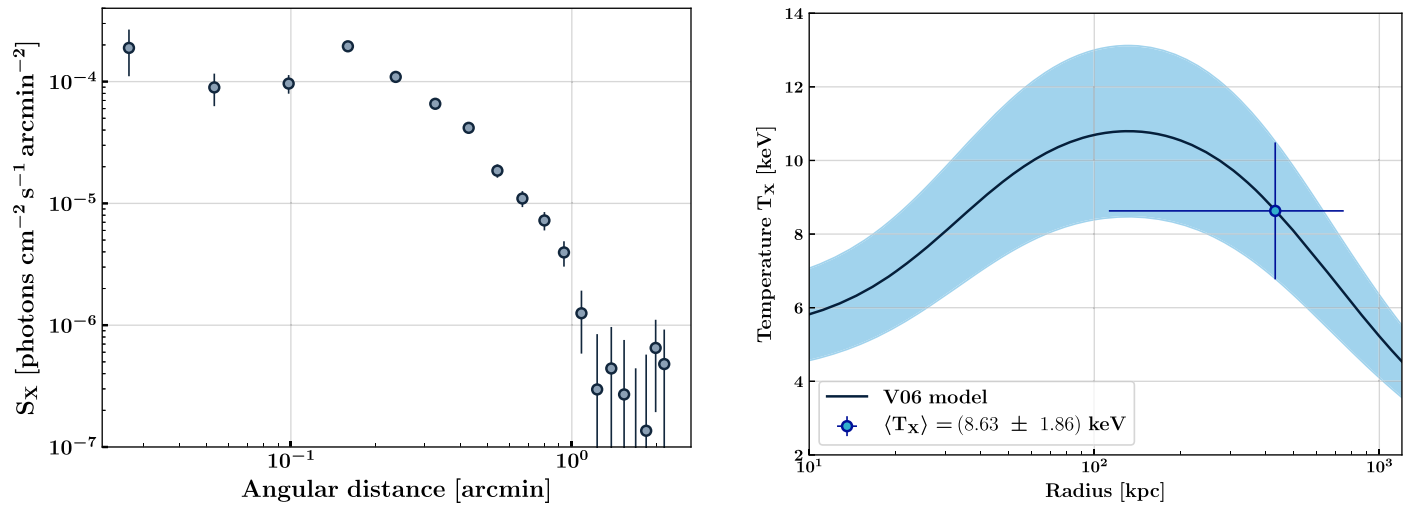 S_X [photons cm⁻² s⁻¹ arcmin⁻²]
10⁻⁴
10⁻⁵
10⁻⁶
10⁻⁷
10⁻¹
10⁰
Angular distance [arcmin]
Temperature T_X [keV]
14
12
10
8
6
4
2
V06 model
⟨T_X⟩ = (8.63 ± 1.86) keV
10¹
10²
10³
Radius [kpc]